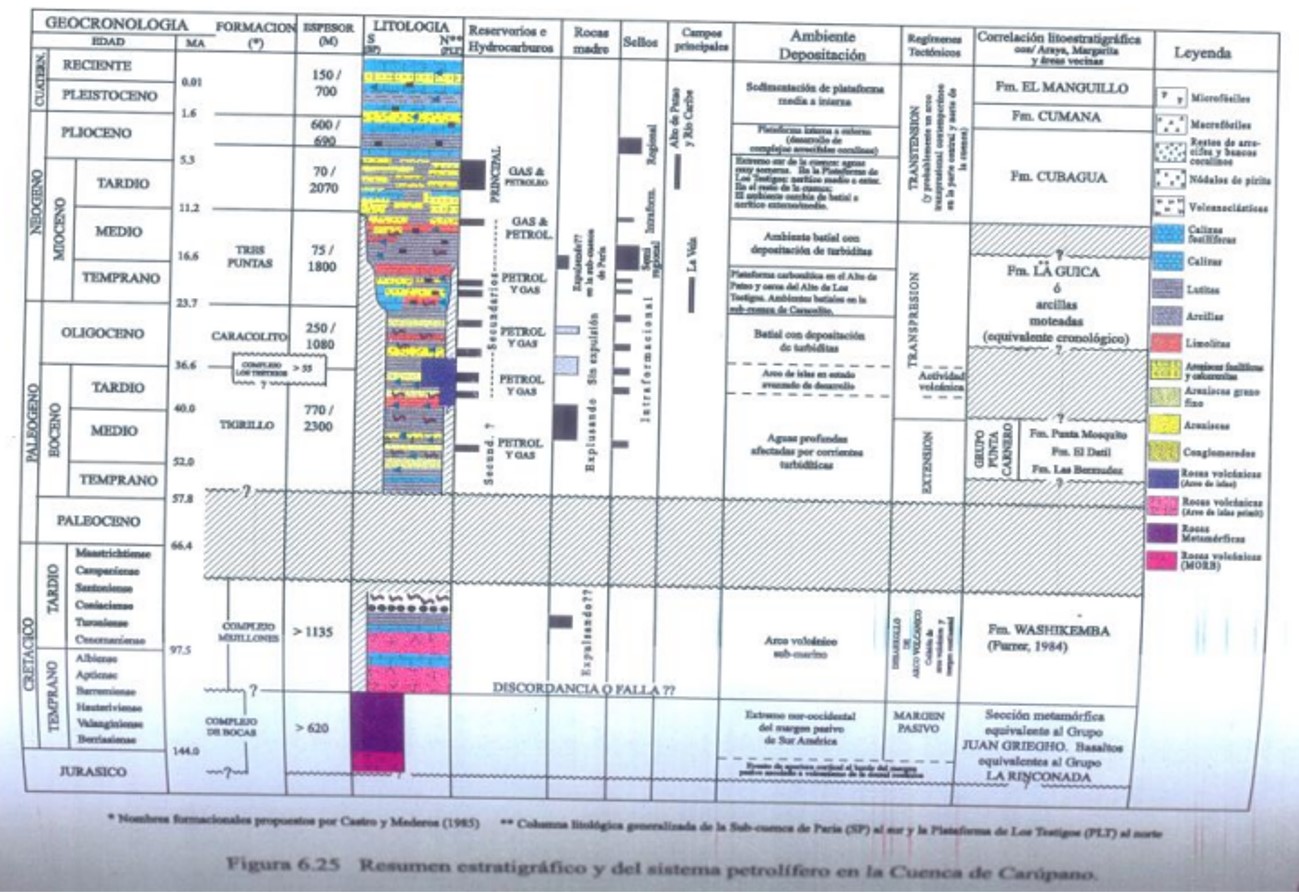 GEOCRONOLOGIA
EDAD
MA
FORMACION
(*)
ESPESOR
(M)
LITOLOGIA
S
(SP)
N**
(PLT)
Reservorios e
Hydrocarburos
Rocas
madre
Sellos
Campos
principales
Ambiente
Depositación
Regímenes
Tectónicos
Correlación litoestratigráfica
con/ Araya, Margarita
y áreas vecinas
Leyenda
CUATERN.
RECIENTE
0.01
PLEISTOCENO
1.6
150 /
700
NEOGENO
PLIOCENO
5.3
600 /
690
MIOCENO
TARDIO
11.2
70 /
2070
MEDIO
16.6
TEMPRANO
23.7
TRES
PUNTAS
75 /
1800
PALEOGENO
OLIGOCENO
36.6
CARACOLITO
250 /
1080
COMPLEJO
LOS TESTIGOS
> 55
?
EOCENO
TARDIO
40.0
MEDIO
52.0
TEMPRANO
57.8
TIGRILLO
770 /
2300
?
PALEOCENO
66.4
CRETACICO
TARDIO
Maastrichtiense
Campaniense
Santoniense
Coniaciense
Turoniense
Cenomaniense
97.5
TEMPRANO
Albiense
Aptiense
Barremiense
Hauteriviense
Valanginiense
Berriasiense
144.0
JURASICO
COMPLEJO
MEJILLONES
> 1135
?
COMPLEJO
DE BOCAS
> 620
?
PRINCIPAL
GAS &
PETROLEO
GAS &
PETROL.
Secundarios
PETROL
Y GAS
PETROL
Y GAS
PETROL
Y GAS
Secund. ?
PETROL
Y GAS
Expulsando??
en la sub-cuenca
de Paria
Sin expulsión
Explusando
Expulsando??
Regional
Intraform.
Semi
regional
Intraformacional
Alto de Patao
y Río Caribe
La Vela
DISCORDANCIA O FALLA ??
Sedimentación de plataforma
media a interna
Plataforma interna a externa
(desarrollo de
complejos arrecifales coralinos)
Extremo sur de la cuenca: aguas
muy someras. En la Plataforma de
Los Testigos: nerítico medio a exter.
En el resto de la cuenca:
El ambiente cambia de batial a
nerítico externo/medio.
Ambiente batial con
depositación de turbiditas
Plataforma carbonática en el Alto de
Patao y cerca del Alto de Los
Testigos. Ambientes batiales en la
sub-cuenca de Caracolito.
Batial con depositación
de turbiditas
Arco de islas en estado
avanzado de desarrollo
Aguas profundas
afectadas por corrientes
turbidíticas
Arco volcánico
sub-marino
Extremo nor-occidental
del margen pasivo
de Sur América
TRANSTENSION
(y probablemente un arco
transpresional contemporáneo
en la parte central y norte de
la cuenca)
TRANSPRESION
Actividad
volcánica
EXTENSION
DESARROLLO
DE
ARCO VOLCANICO
MARGEN
PASIVO
Fm. EL MANGUILLO
Fm. CUMANA
Fm. CUBAGUA
?
Fm. LA GUICA
ó
arcillas
moteadas
(equivalente cronológico)
?
?
GRUPO
PUNTA
CARNERO
Fm. Punta Mosquito
Fm. El Datil
Fm. Las Bermudez
?
Fm. WASHIKEMBA
(Furrer, 1984)
Sección metamórfica
equivalente al Grupo
JUAN GRIEGHO. Basaltos
equivalentes al Grupo
LA RINCONADA
?
Microfósiles
Macrofósiles
Restos de arre-
cifes y bancos
coralinos
Nódulos de pirita
Volcanoclásticas
Calizas
fosilíferas
Calizas
Lutitas
Arcillas
Limolitas
Areniscas fosilíferas
y calcarenitas
Areniscas grano
fino
Areniscas
Conglomerados
Rocas volcánicas
(Arco de islas)
Rocas volcánicas
(Arco de islas primit)
Rocas
Metamórficas
Rocas volcánicas
(MORB)
* Nombres formacionales propuestos por Castro y Mederos (1985)
** Columna litológica generalizada de la Sub-cuenca de Paria (SP) al sur y la Plataforma de Los Testigos (PLT) al norte
Figura 6.25 Resumen estratigráfico y del sistema petrolífero en la Cuenca de Carúpano.